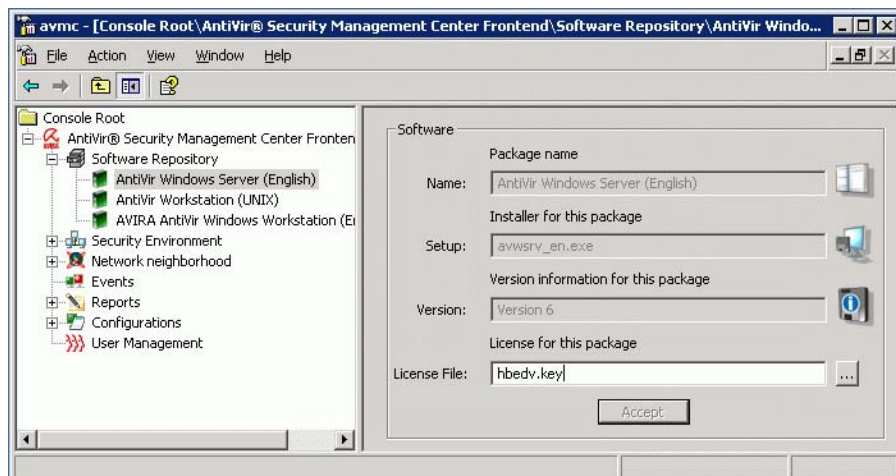 avmc - [Console Root\AntiVir® Security Management Center Frontend\Software Repository\AntiVir Windo...
File Action View Window Help
Console Root
AntiVir® Security Management Center Fronten
Software Repository
AntiVir Windows Server (English)
AntiVir Workstation (UNIX)
AVIRA AntiVir Windows Workstation (E
Security Environment
Network neighborhood
Events
Reports
Configurations
User Management
Software
Package name
Name: AntiVir Windows Server (English)
Installer for this package
Setup: avwsrv_en.exe
Version information for this package
Version: Version 6
License for this package
License File: hbedv.key
...
Accept